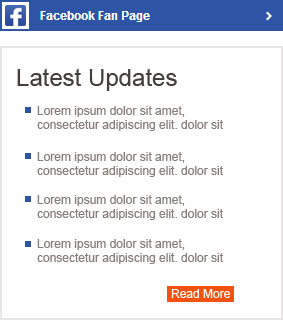 Facebook Fan Page
Latest Updates
Lorem ipsum dolor sit amet,
consectetur adipiscing elit. dolor sit
Lorem ipsum dolor sit amet,
consectetur adipiscing elit. dolor sit
Lorem ipsum dolor sit amet,
consectetur adipiscing elit. dolor sit
Lorem ipsum dolor sit amet,
consectetur adipiscing elit. dolor sit
Read More